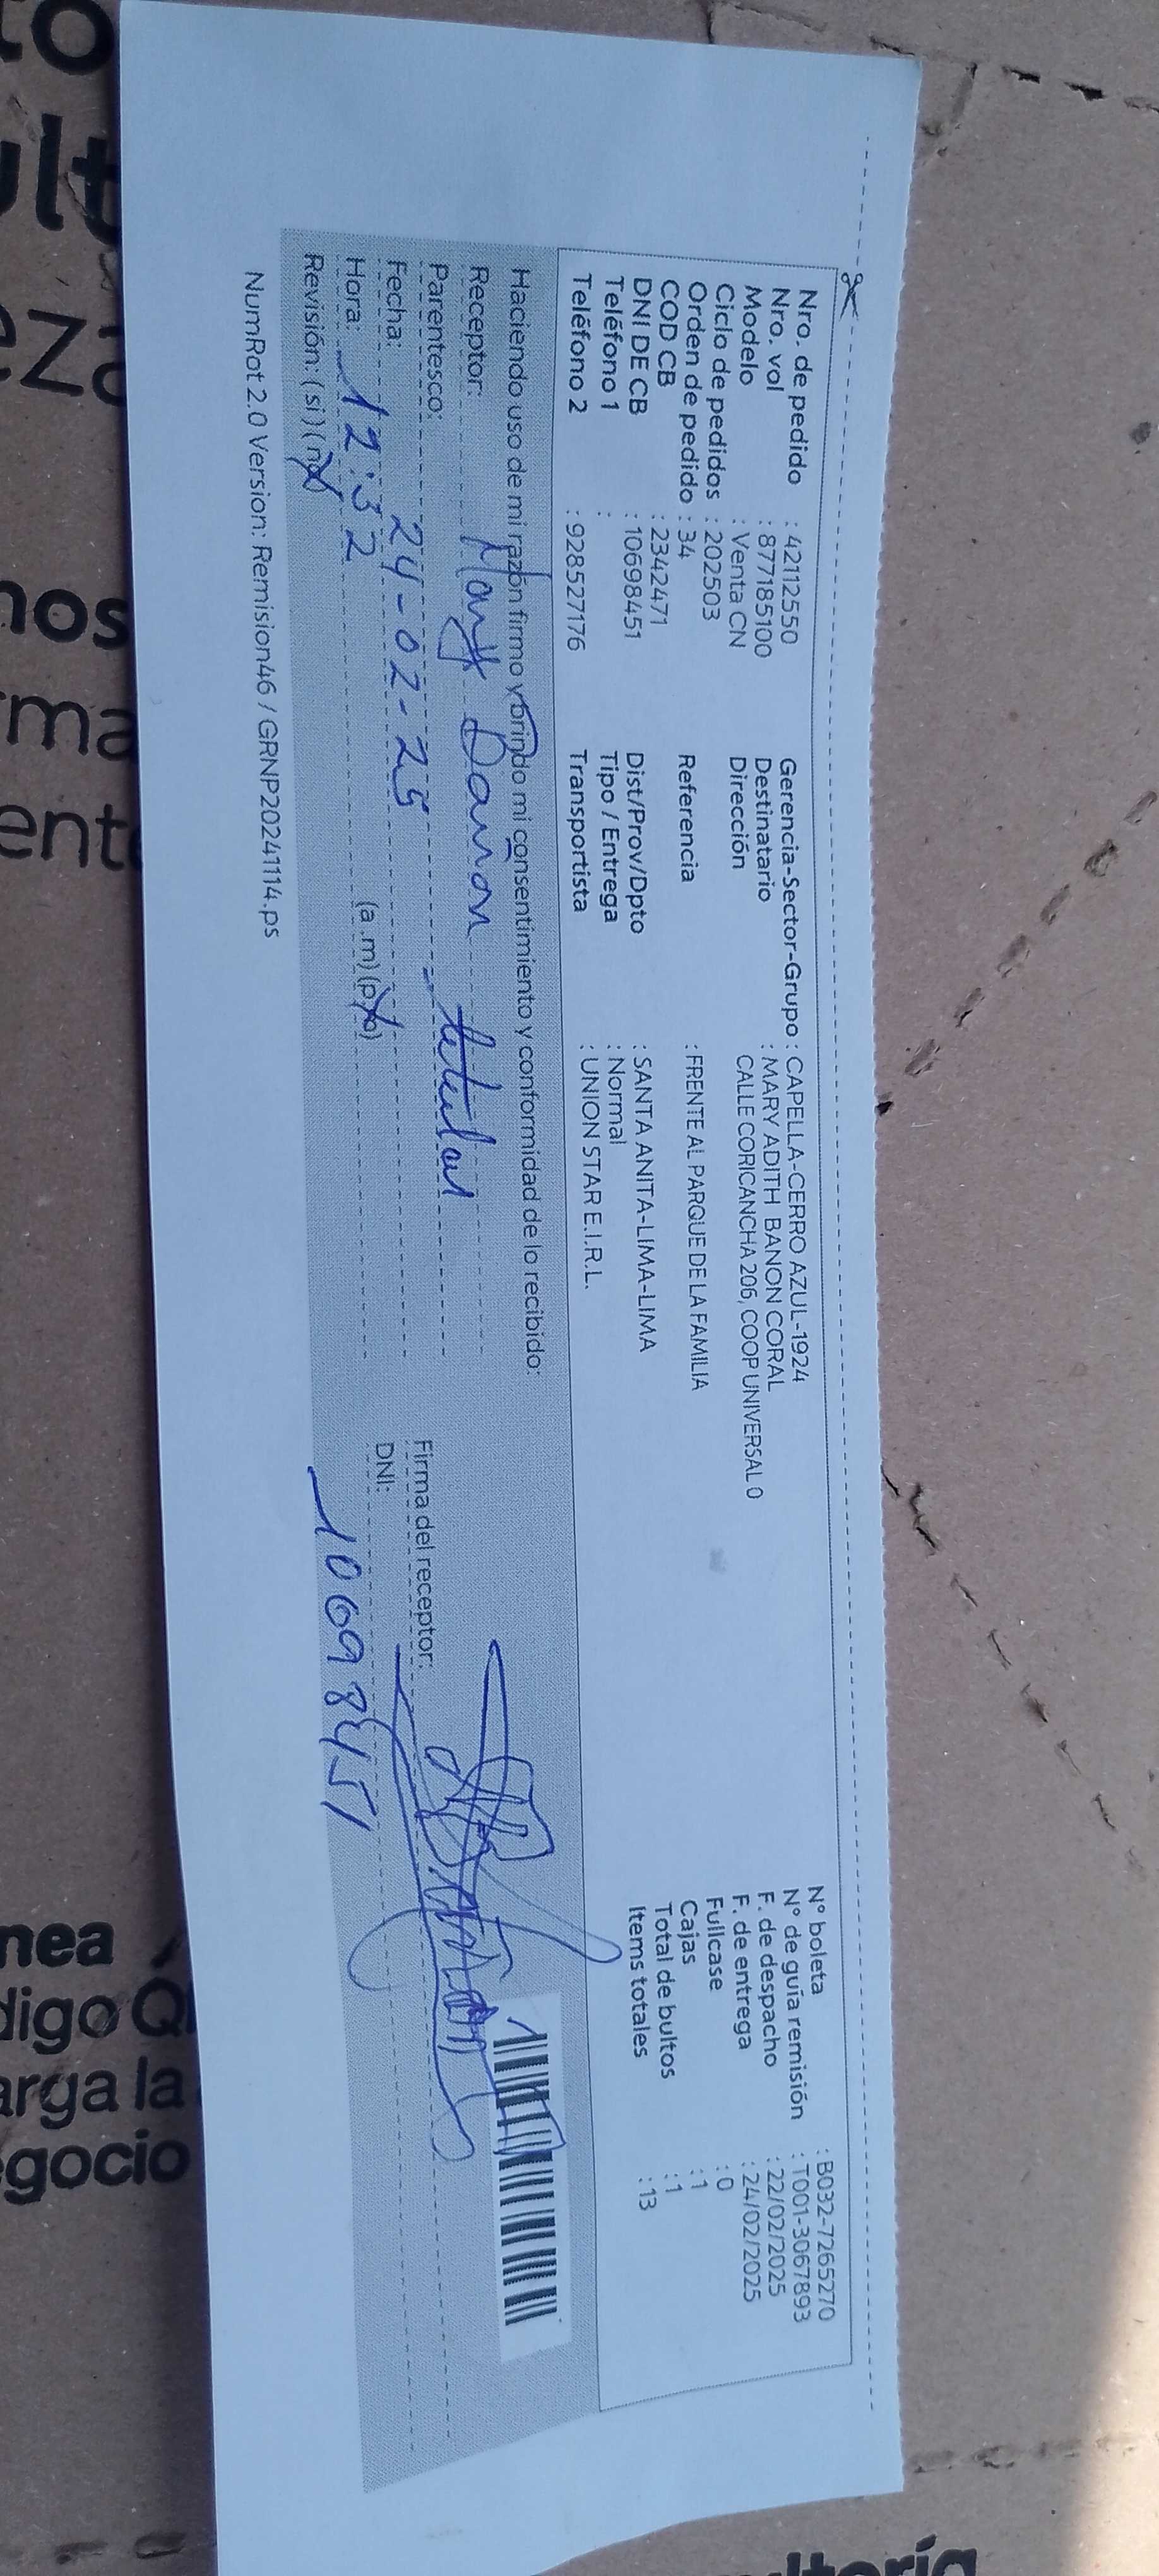 Nro. de pedido : 42112550
Nro. vol : 877185100
Modelo : Venta CN
Ciclo de pedidos : 202503
Orden de pedido : 34
COD CB : 2342471
DNI DE CB : 10698451
Teléfono 1 :
Teléfono 2 : 928527176
Gerencia-Sector-Grupo : CAPELLA-CERRO AZUL-1924
Destinatario : MARY ADITH BANON CORAL
Dirección CALLE CORICANCHA 206, COOP UNIVERSAL 0
Referencia : FRENTE AL PARQUE DE LA FAMILIA
Dist/Prov/Dpto : SANTA ANITA-LIMA-LIMA
Tipo / Entrega : Normal
Transportista : UNION STAR E.I.R.L.
N° boleta : B032-7265270
N° de guía remisión : T001-3067893
F. de despacho : 22/02/2025
F. de entrega : 24/02/2025
Fullcase : 0
Cajas : 1
Total de bultos : 1
Items totales : 13
Haciendo uso de mi razón firmo y brindo mi consentimiento y conformidad de lo recibido:
Receptor: Mary Banon
Parentesco: titular
Fecha: 24-02-25
Hora: 12:32 (a.m) (p.m)
Revisión: (si) (no)
Firma del receptor:
DNI: 10698451
NumRot 2.0 Version: Remision46 / GRNP20241114.ps
nea
digo Q
arga la
gocio